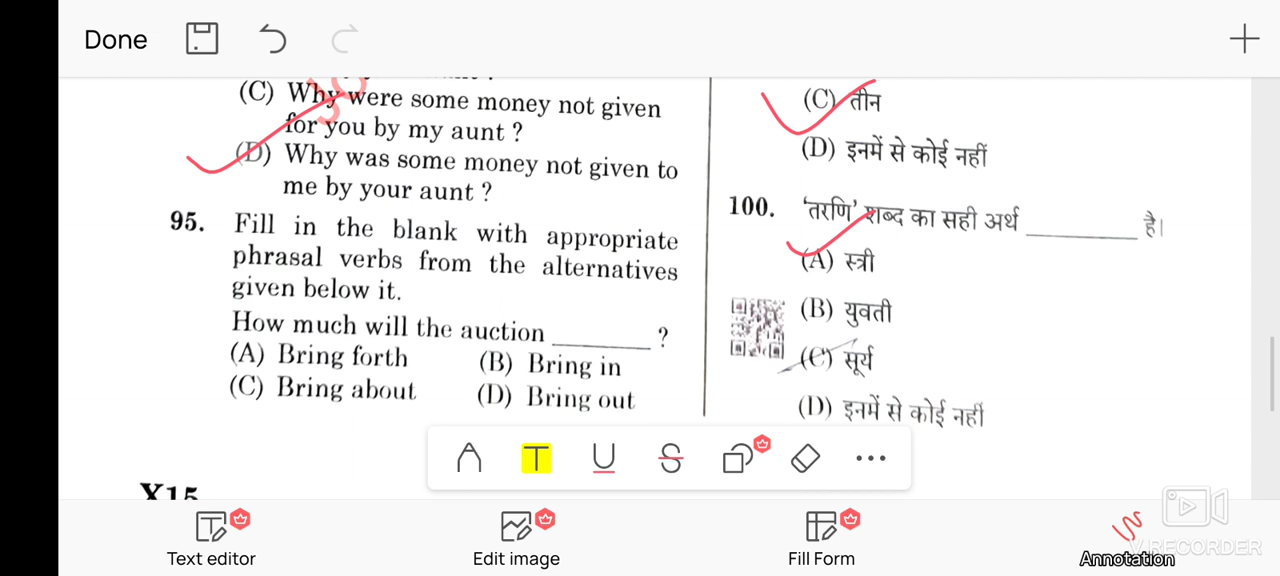 Done
(C) Why were some money not given
for you by my aunt ?
(D) Why was some money not given to
me by your aunt ?
95. Fill in the blank with appropriate
phrasal verbs from the alternatives
given below it.
How much will the auction ________ ?
(A) Bring forth (B) Bring in
(C) Bring about (D) Bring out
X15
(C) तीन
(D) इनमें से कोई नहीं
100. ‘तरणि’ शब्द का सही अर्थ ________ है।
(A) स्त्री
(B) युवती
(C) सूर्य
(D) इनमें से कोई नहीं
Text editor
Edit image
Fill Form
Annotation
V RECORDER